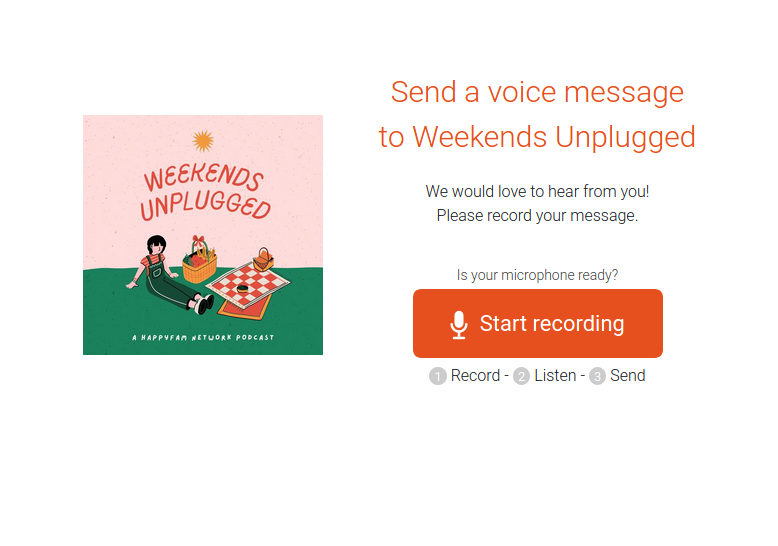 WEEKENDS
UNPLUGGED
A HAPPYFAM NETWORK PODCAST
Send a voice message
to Weekends Unplugged
We would love to hear from you!
Please record your message.
Is your microphone ready?
Start recording
1 Record - 2 Listen - 3 Send